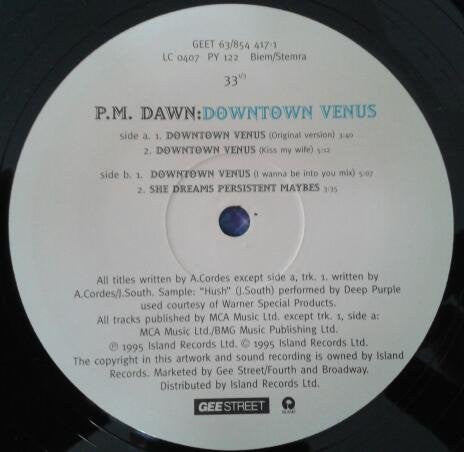 GEET 63/854 417-1
LC 0407 PY 122 Biem/Stemra
33 1/3
P.M. DAWN:DOWNTOWN VENUS
side a. 1. DOWNTOWN VENUS (Original version) 3:40
2. DOWNTOWN VENUS (Kiss my wife) 5:12
side b. 1. DOWNTOWN VENUS (I wanna be into you mix) 5:07
2. SHE DREAMS PERSISTENT MAYBES 3:35
All titles written by A.Cordes except side a, trk. 1. written by
A.Cordes/J.South. Sample: "Hush" (J.South) performed by Deep Purple
used courtesy of Warner Special Products.
All tracks published by MCA Music Ltd. except trk. 1, side a:
MCA Music Ltd./BMG Music Publishing Ltd.
℗ 1995 Island Records Ltd. © 1995 Island Records Ltd.
The copyright in this artwork and sound recording is owned by Island
Records. Marketed by Gee Street/Fourth and Broadway.
Distributed by Island Records Ltd.
GEE STREET ISLAND